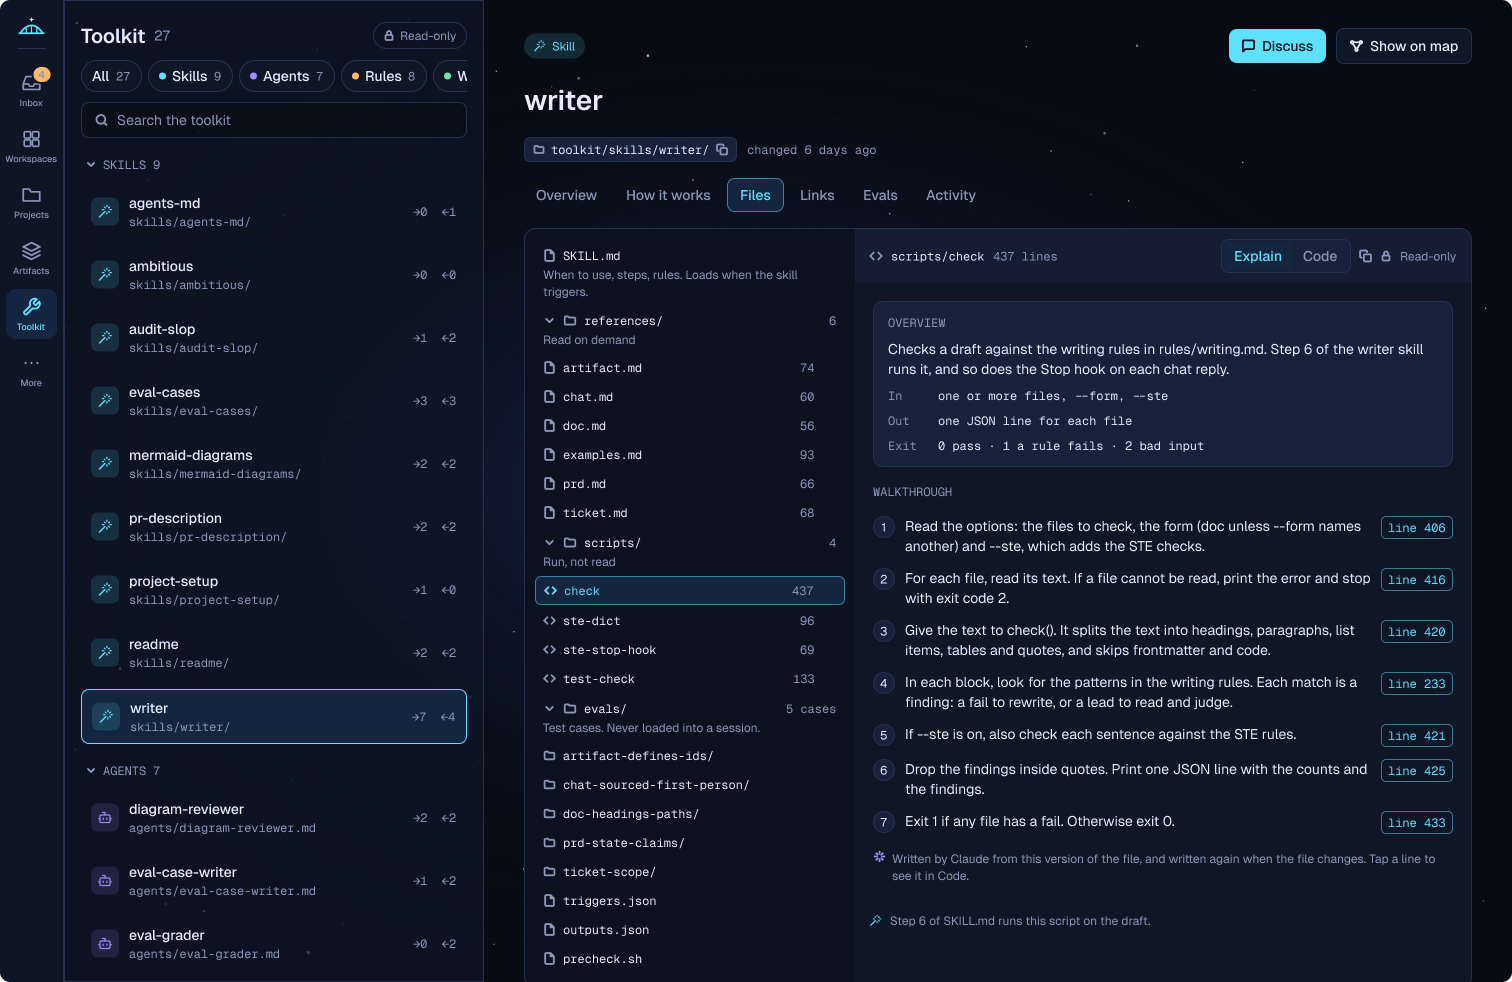 4
Inbox
Workspaces
Projects
Artifacts
Toolkit
More
Toolkit 27
Read-only
All 27
Skills 9
Agents 7
Rules 8
W
Search the toolkit
SKILLS 9
agents-md
skills/agents-md/
→0 ←1
ambitious
skills/ambitious/
→0 ←0
audit-slop
skills/audit-slop/
→1 ←2
eval-cases
skills/eval-cases/
→3 ←3
mermaid-diagrams
skills/mermaid-diagrams/
→2 ←2
pr-description
skills/pr-description/
→2 ←2
project-setup
skills/project-setup/
→1 ←0
readme
skills/readme/
→2 ←2
writer
skills/writer/
→7 ←4
AGENTS 7
diagram-reviewer
agents/diagram-reviewer.md
→2 ←2
eval-case-writer
agents/eval-case-writer.md
→1 ←2
eval-grader
agents/eval-grader.md
→0 ←2
Skill
Discuss
Show on map
writer
toolkit/skills/writer/
changed 6 days ago
Overview
How it works
Files
Links
Evals
Activity
SKILL.md
When to use, steps, rules. Loads when the skill
triggers.
references/ 6
Read on demand
artifact.md 74
chat.md 60
doc.md 56
examples.md 93
prd.md 66
ticket.md 68
scripts/ 4
Run, not read
check 437
ste-dict 96
ste-stop-hook 69
test-check 133
evals/ 5 cases
Test cases. Never loaded into a session.
artifact-defines-ids/
chat-sourced-first-person/
doc-headings-paths/
prd-state-claims/
ticket-scope/
triggers.json
outputs.json
precheck.sh
scripts/check 437 lines
Explain
Code
Read-only
OVERVIEW
Checks a draft against the writing rules in rules/writing.md. Step 6 of the writer skill
runs it, and so does the Stop hook on each chat reply.
In one or more files, --form, --ste
Out one JSON line for each file
Exit 0 pass · 1 a rule fails · 2 bad input
WALKTHROUGH
1 Read the options: the files to check, the form (doc unless --form names line 406
another) and --ste, which adds the STE checks.
2 For each file, read its text. If a file cannot be read, print the error and stop line 416
with exit code 2.
3 Give the text to check(). It splits the text into headings, paragraphs, list line 420
items, tables and quotes, and skips frontmatter and code.
4 In each block, look for the patterns in the writing rules. Each match is a line 233
finding: a fail to rewrite, or a lead to read and judge.
5 If --ste is on, also check each sentence against the STE rules. line 421
6 Drop the findings inside quotes. Print one JSON line with the counts and line 425
the findings.
7 Exit 1 if any file has a fail. Otherwise exit 0. line 433
Written by Claude from this version of the file, and written again when the file changes. Tap a line to
see it in Code.
Step 6 of SKILL.md runs this script on the draft.